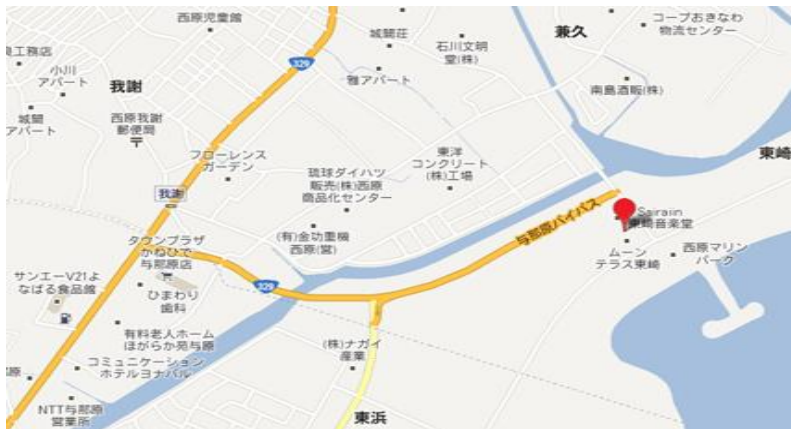 西原児童館
城間荘
石川文明
堂(株)
兼久
コープおきなわ
物流センター
工務店
小川
アパート
我謝
雅アパート
南島酒販(株)
城間
アパート
西原我謝
郵便局
フローレンス
ガーデン
琉球ダイハツ
販売(株)西原
商品化センター
東洋
コンクリート
(株)工場
東崎
329
我謝
(有)金功重機
西原(営)
与那原バイパス
Sairajin
東崎音楽堂
ムーン
テラス東崎
西原マリン
パーク
タウンプラザ
かねひで
与那原店
サンエーV21よ
なばる食品館
ひまわり
歯科
329
有料老人ホーム
ほがらか苑与原
(株)ナガイ
産業
コミュニケーション
ホテルヨナバル
NTT与那原
営業所
東浜